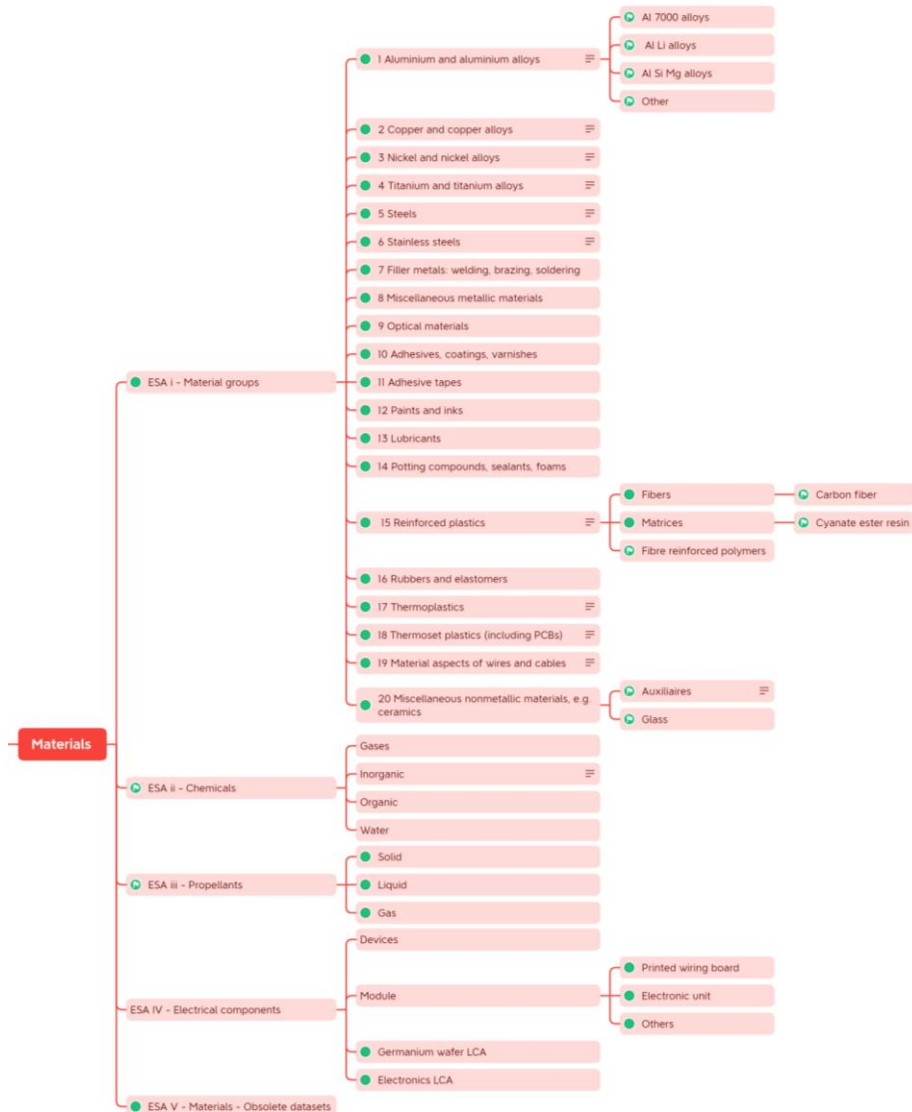 Materials
ESA i - Material groups
1 Aluminium and aluminium alloys
Al 7000 alloys
Al Li alloys
Al Si Mg alloys
Other
2 Copper and copper alloys
3 Nickel and nickel alloys
4 Titanium and titanium alloys
5 Steels
6 Stainless steels
7 Filler metals: welding, brazing, soldering
8 Miscellaneous metallic materials
9 Optical materials
10 Adhesives, coatings, varnishes
11 Adhesive tapes
12 Paints and inks
13 Lubricants
14 Potting compounds, sealants, foams
15 Reinforced plastics
Fibers
Carbon fiber
Matrices
Cyanate ester resin
Fibre reinforced polymers
16 Rubbers and elastomers
17 Thermoplastics
18 Thermoset plastics (including PCBs)
19 Material aspects of wires and cables
20 Miscellaneous nonmetallic materials, e.g.
ceramics
Auxiliaires
Glass
ESA ii - Chemicals
Gases
Inorganic
Organic
Water
ESA iii - Propellants
Solid
Liquid
Gas
ESA IV - Electrical components
Devices
Module
Printed wiring board
Electronic unit
Others
Germanium wafer LCA
Electronics LCA
ESA V - Materials - Obsolete datasets